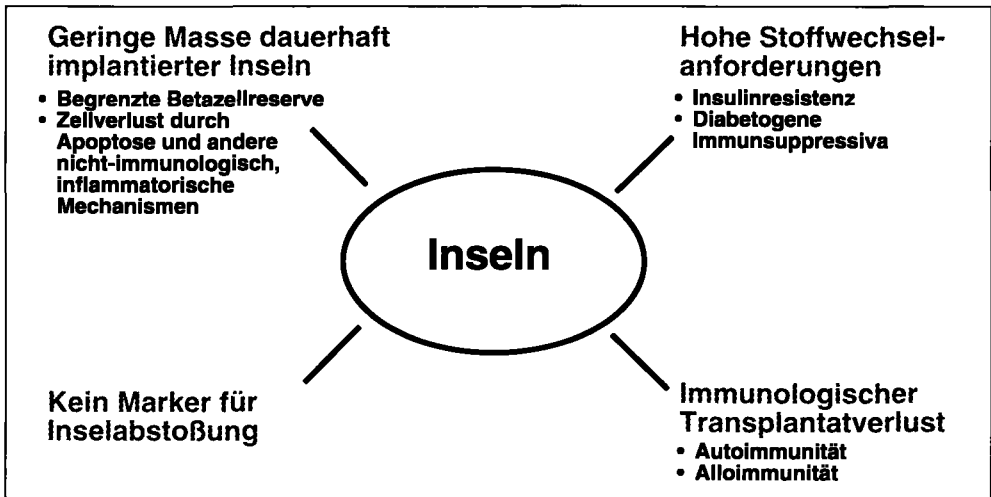 Geringe Masse dauerhaft
implantierter Inseln
• Begrenzte Betazellreserve
• Zellverlust durch
Apoptose und andere
nicht-immunologisch,
inflammatorische
Mechanismen
Hohe Stoffwechsel-
anforderungen
• Insulinresistenz
• Diabetogene
Immunsuppressiva
Inseln
Kein Marker für
Inselabstoßung
Immunologischer
Transplantatverlust
• Autoimmunität
• Alloimmunität